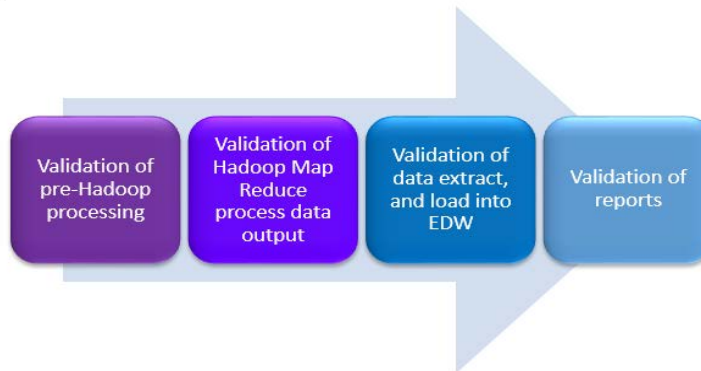 Validation of
pre-Hadoop
processing
Validation of
Hadoop Map
Reduce
process data
output
Validation of
data extract,
and load into
EDW
Validation of
reports